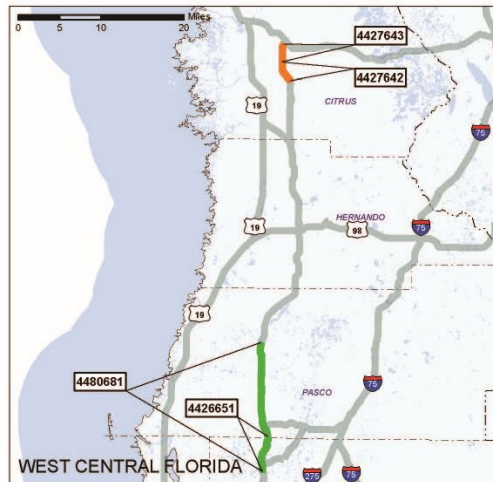 Miles
0 5 10 20
4427643
4427642
19
CITRUS
75
HERNANDO
19
98
75
19
4480681
4426651
PASCO
75
WEST CENTRAL FLORIDA
275
75